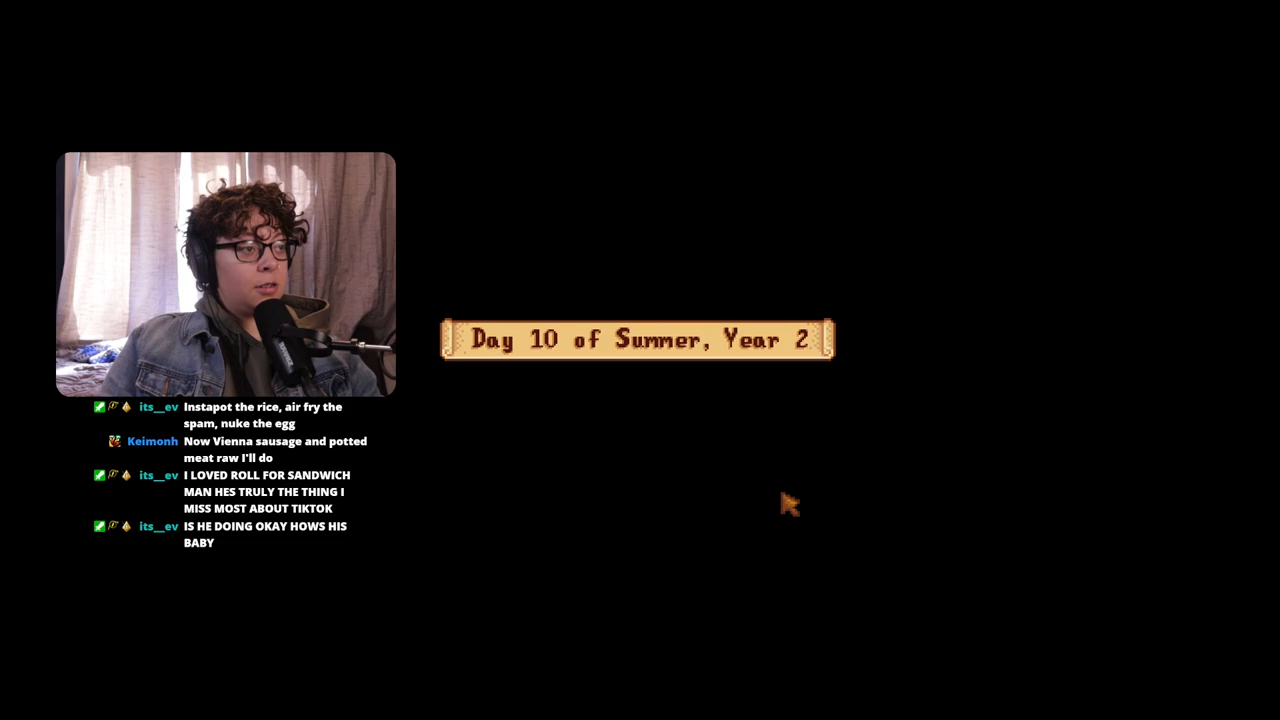 Day 10 of Summer, Year 2
its__ev Instapot the rice, air fry the
spam, nuke the egg
Keimonh Now Vienna sausage and potted
meat raw I'll do
its__ev I LOVED ROLL FOR SANDWICH
MAN HES TRULY THE THING I
MISS MOST ABOUT TIKTOK
its__ev IS HE DOING OKAY HOWS HIS
BABY